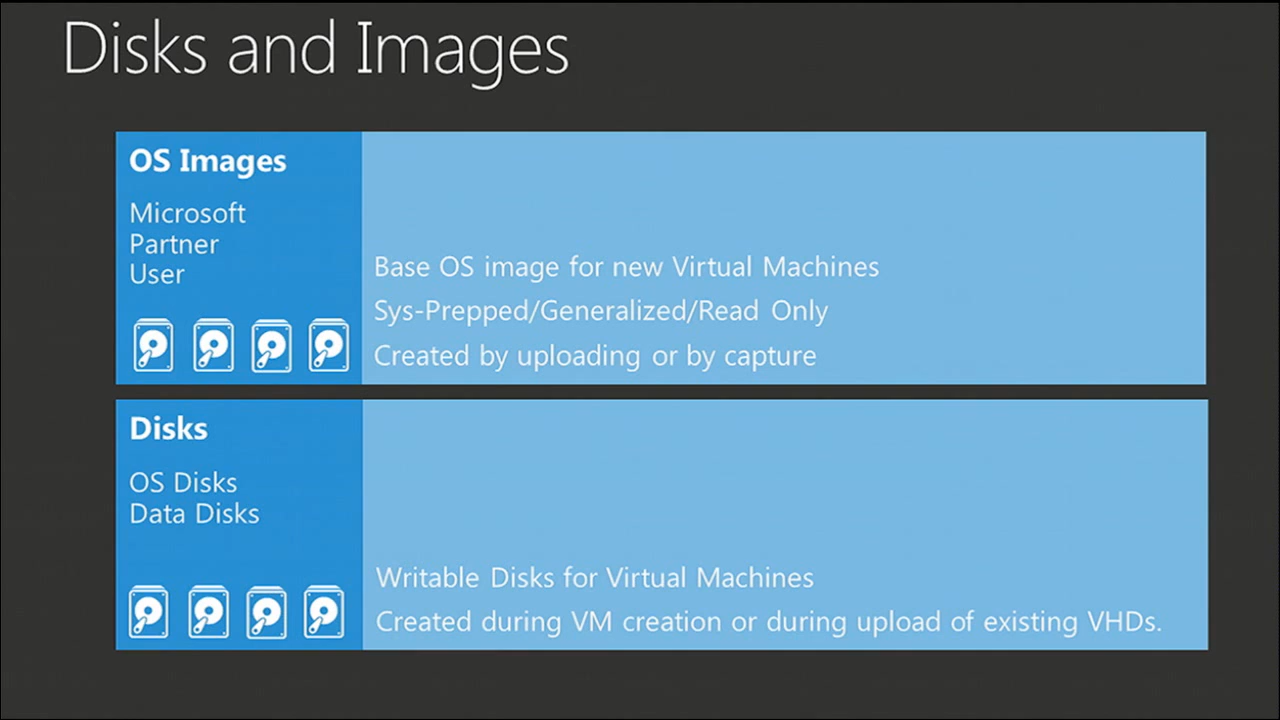 Disks and Images
OS Images
Microsoft
Partner
User
Base OS image for new Virtual Machines
Sys-Prepped/Generalized/Read Only
Created by uploading or by capture
Disks
OS Disks
Data Disks
Writable Disks for Virtual Machines
Created during VM creation or during upload of existing VHDs.